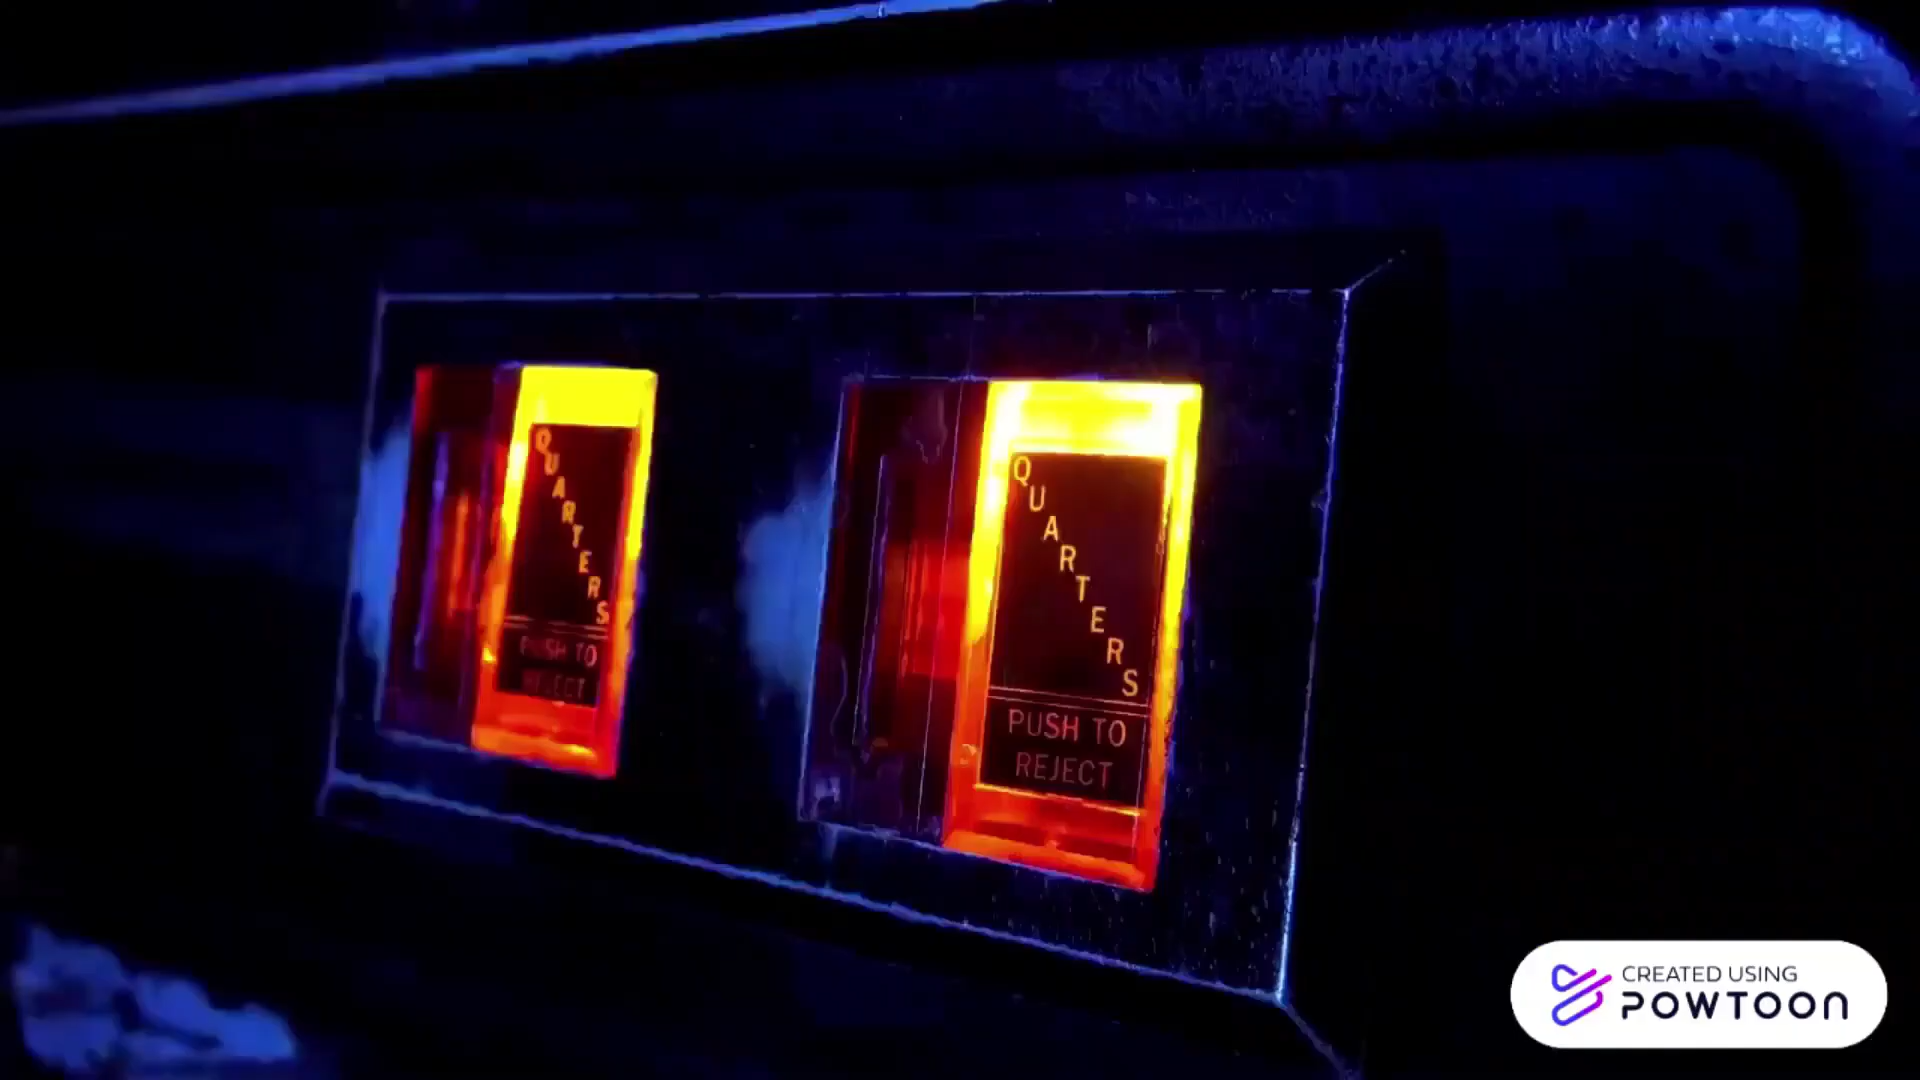 QUARTERS
PUSH TO
REJECT
QUARTERS
PUSH TO
REJECT
CREATED USING
POWTOON